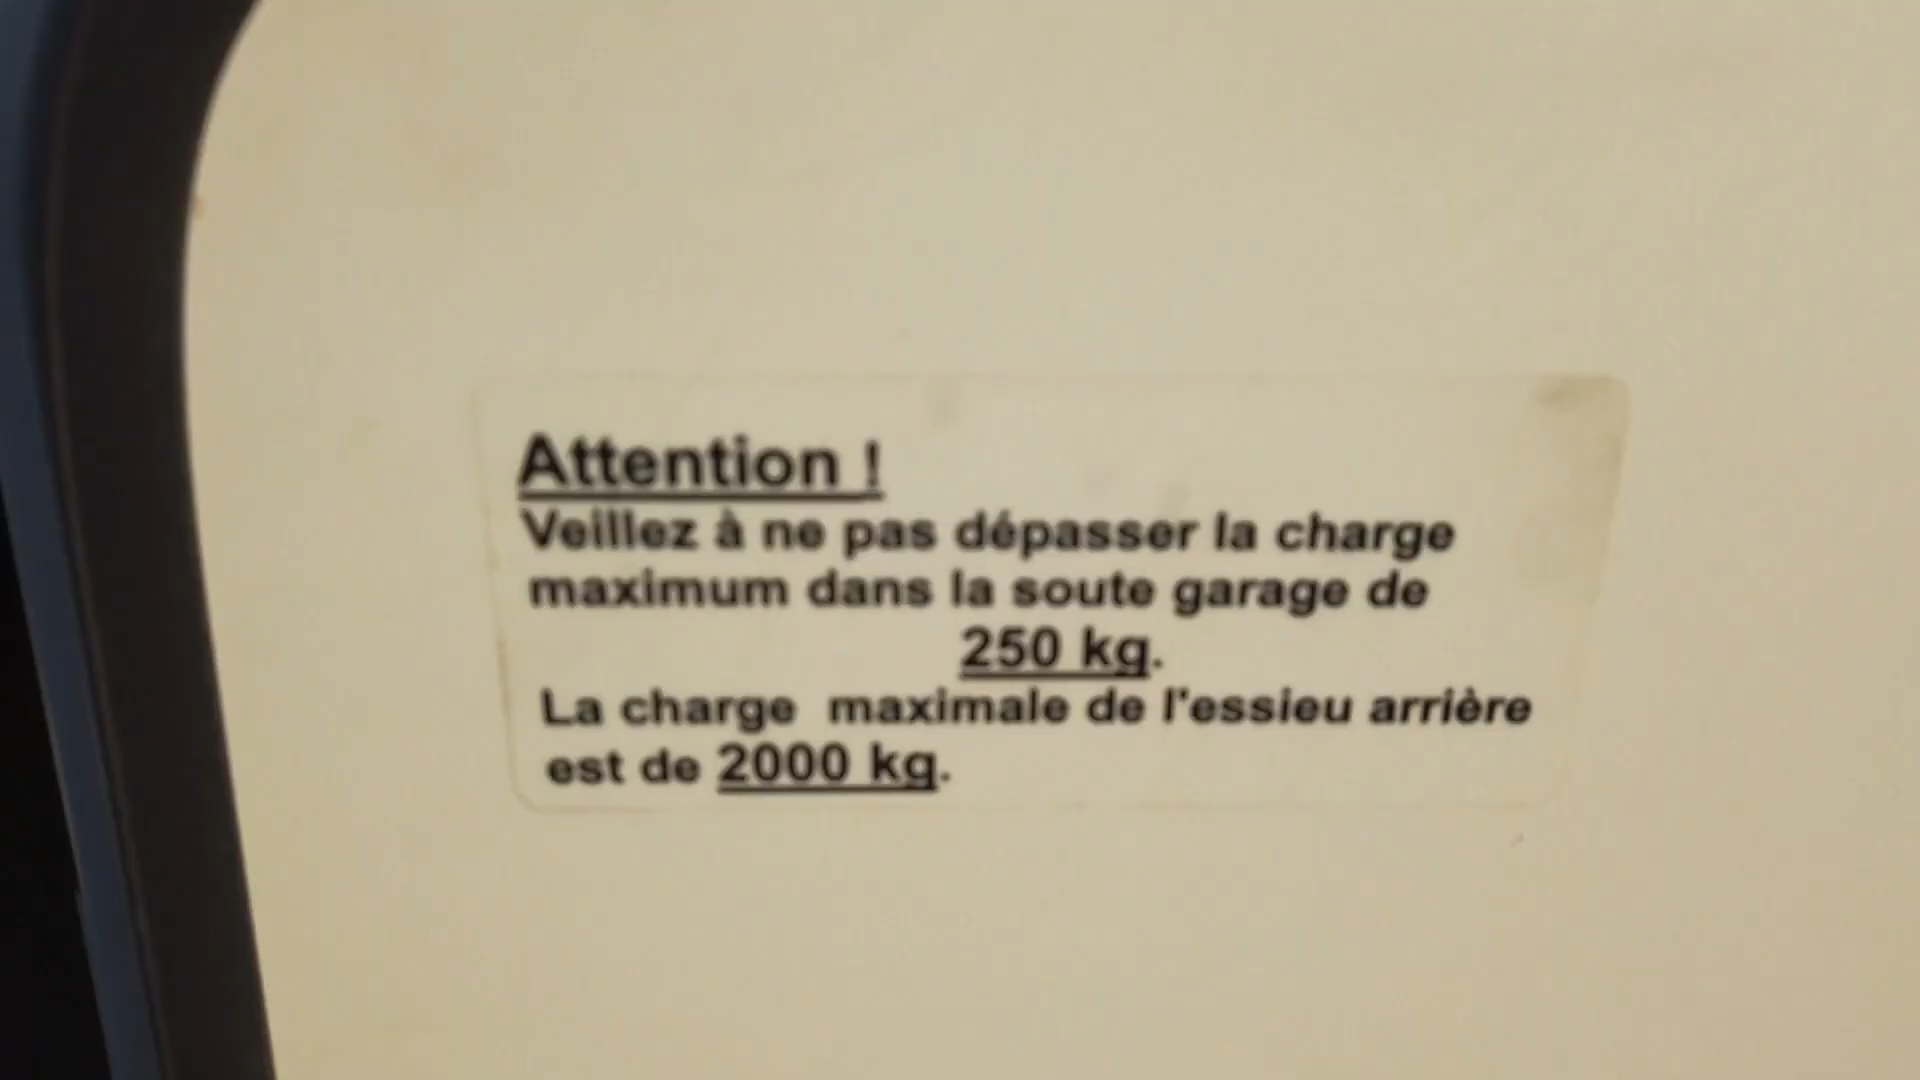 Attention !
Veillez à ne pas dépasser la charge
maximum dans la soute garage de
250 kg.
La charge maximale de l'essieu arrière
est de 2000 kg.